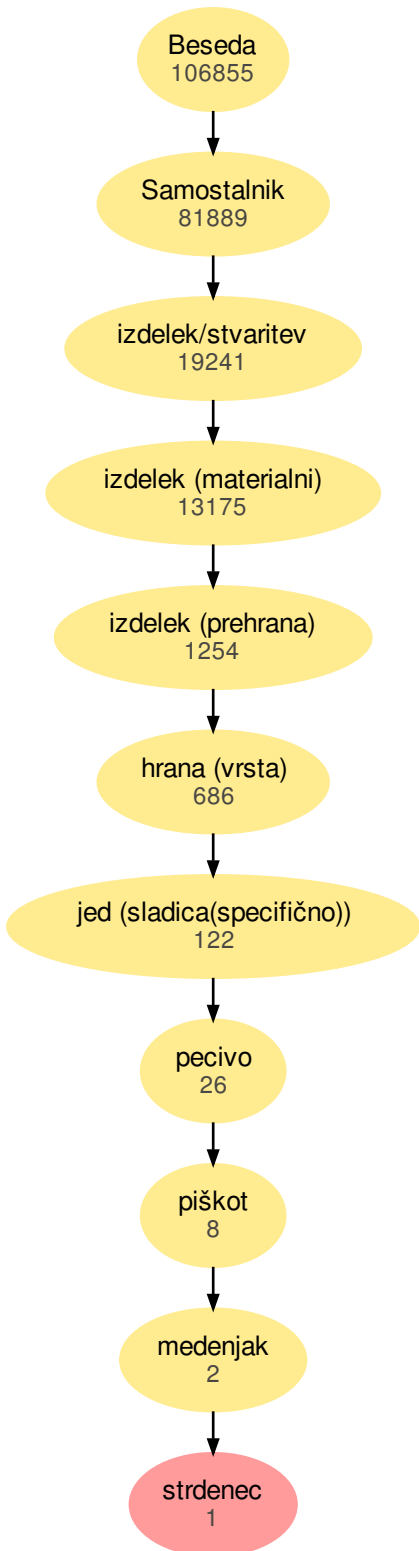 Beseda
106855
Samostalnik
81889
izdelek/stvaritev
19241
izdelek (materialni)
13175
izdelek (prehrana)
1254
hrana (vrsta)
686
jed (sladica(specifično))
122
pecivo
26
piškot
8
medenjak
2
strdenec
1